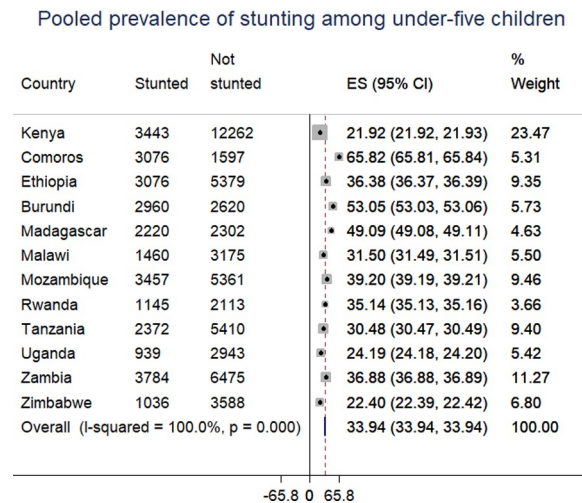 Pooled prevalence of stunting among under-five children
Not %
Country Stunted stunted ES (95% CI) Weight
Kenya 3443 12262 21.92 (21.92, 21.93) 23.47
Comoros 3076 1597 65.82 (65.81, 65.84) 5.31
Ethiopia 3076 5379 36.38 (36.37, 36.39) 9.35
Burundi 2960 2620 53.05 (53.03, 53.06) 5.73
Madagascar 2220 2302 49.09 (49.08, 49.11) 4.63
Malawi 1460 3175 31.50 (31.49, 31.51) 5.50
Mozambique 3457 5361 39.20 (39.19, 39.21) 9.46
Rwanda 1145 2113 35.14 (35.13, 35.16) 3.66
Tanzania 2372 5410 30.48 (30.47, 30.49) 9.40
Uganda 939 2943 24.19 (24.18, 24.20) 5.42
Zambia 3784 6475 36.88 (36.88, 36.89) 11.27
Zimbabwe 1036 3588 22.40 (22.39, 22.42) 6.80
Overall (I-squared = 100.0%, p = 0.000) 33.94 (33.94, 33.94) 100.00
-65.8 0 65.8